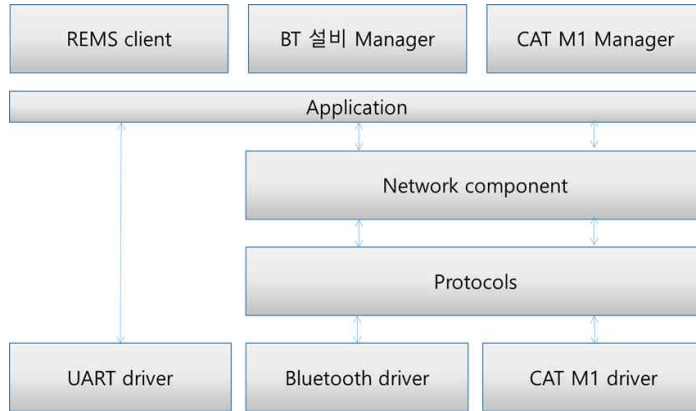 REMS client
BT 설비 Manager
CAT M1 Manager
Application
Network component
Protocols
UART driver
Bluetooth driver
CAT M1 driver